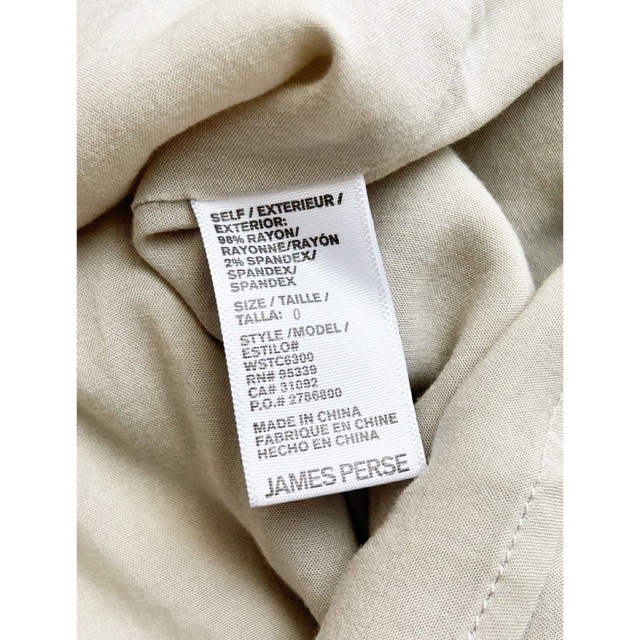 SELF / EXTERIEUR /
EXTERIOR:
98% RAYON/
RAYONNE/RAYÓN
2% SPANDEX/
SPANDEX/
SPANDEX
SIZE / TAILLE /
TALLA: 0
STYLE /MODEL /
ESTILO#
WSTC6300
RN# 95339
CA# 31092
P.O.# 2786800
MADE IN CHINA
FABRIQUE EN CHINE
HECHO EN CHINA
JAMES PERSE